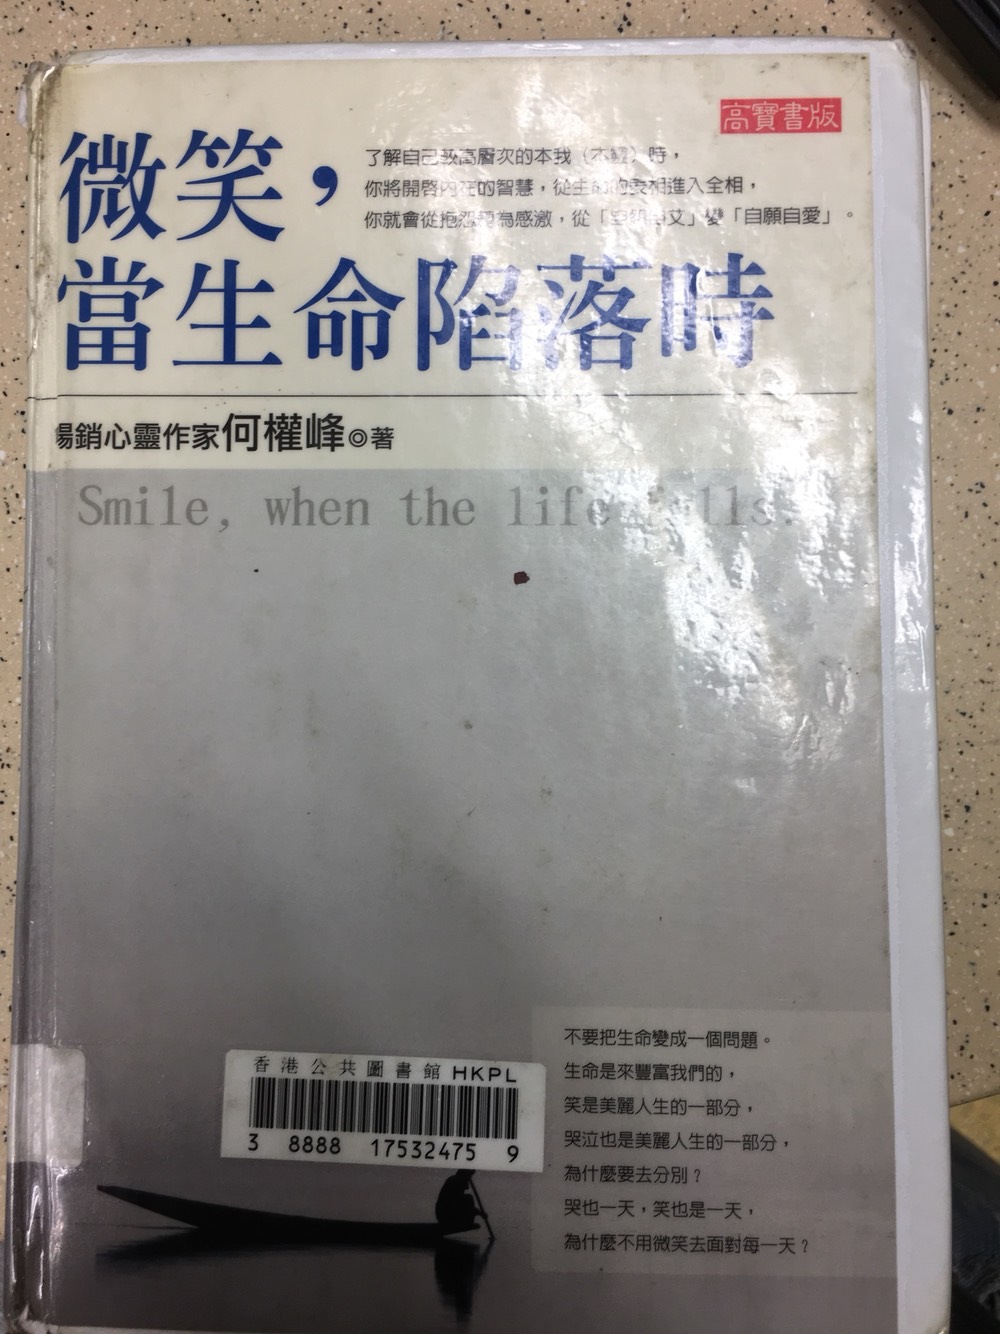 高寶書版
微笑，
了解自己較高層次的本我（本靈）時，
你將開啓內在的智慧，從生命的表相進入全相，
你就會從抱怨轉為感激，從「自艾」變「自願自愛」。
當生命陷落時
暢銷心靈作家何權峰◎著
Smile, when the life falls.
不要把生命變成一個問題。
生命是來豐富我們的，
笑是美麗人生的一部分，
哭泣也是美麗人生的一部分，
為什麼要去分別？
哭也一天，笑也是一天，
為什麼不用微笑去面對每一天？
香港公共圖書館 HKPL
3 8888 17532475 9